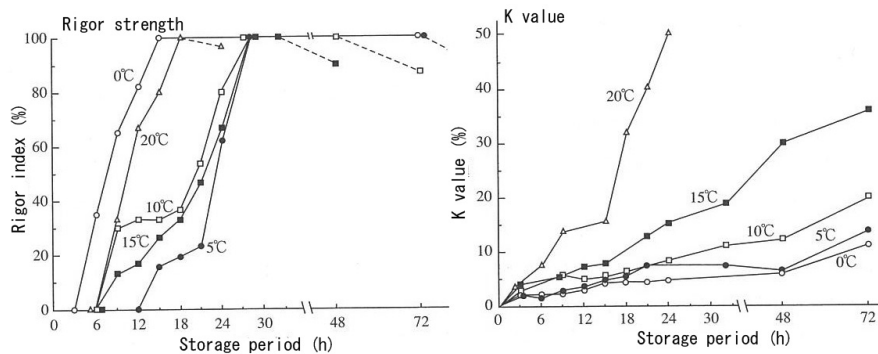 Rigor strength
Rigor index (%)
100
80
60
40
20
0
0℃
20℃
10℃
15℃
5℃
0 6 12 18 24 30 48 72
Storage period (h)
K value
K value (%)
50
40
30
20
10
0
20℃
15℃
10℃
5℃
0℃
0 6 12 18 24 30 48 72
Storage period (h)